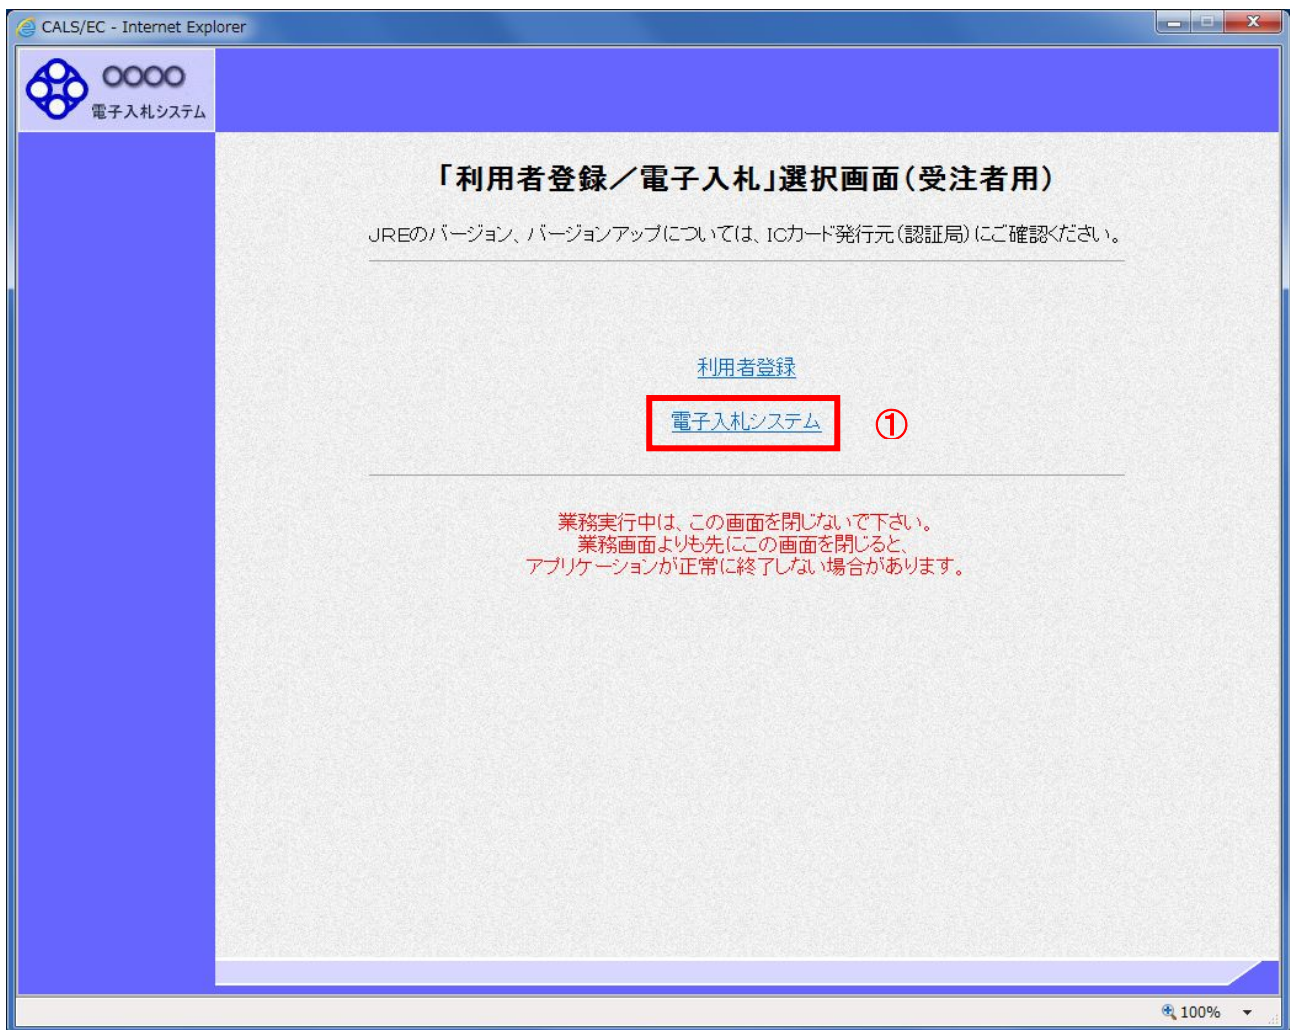 CALS/EC - Internet Explorer
○○○○
電子入札システム
「利用者登録／電子入札」選択画面(受注者用)
JREのバージョン、バージョンアップについては、ICカード発行元(認証局)にご確認ください。
利用者登録
電子入札システム ①
業務実行中は、この画面を閉じないで下さい。
業務画面よりも先にこの画面を閉じると、
アプリケーションが正常に終了しない場合があります。
100%